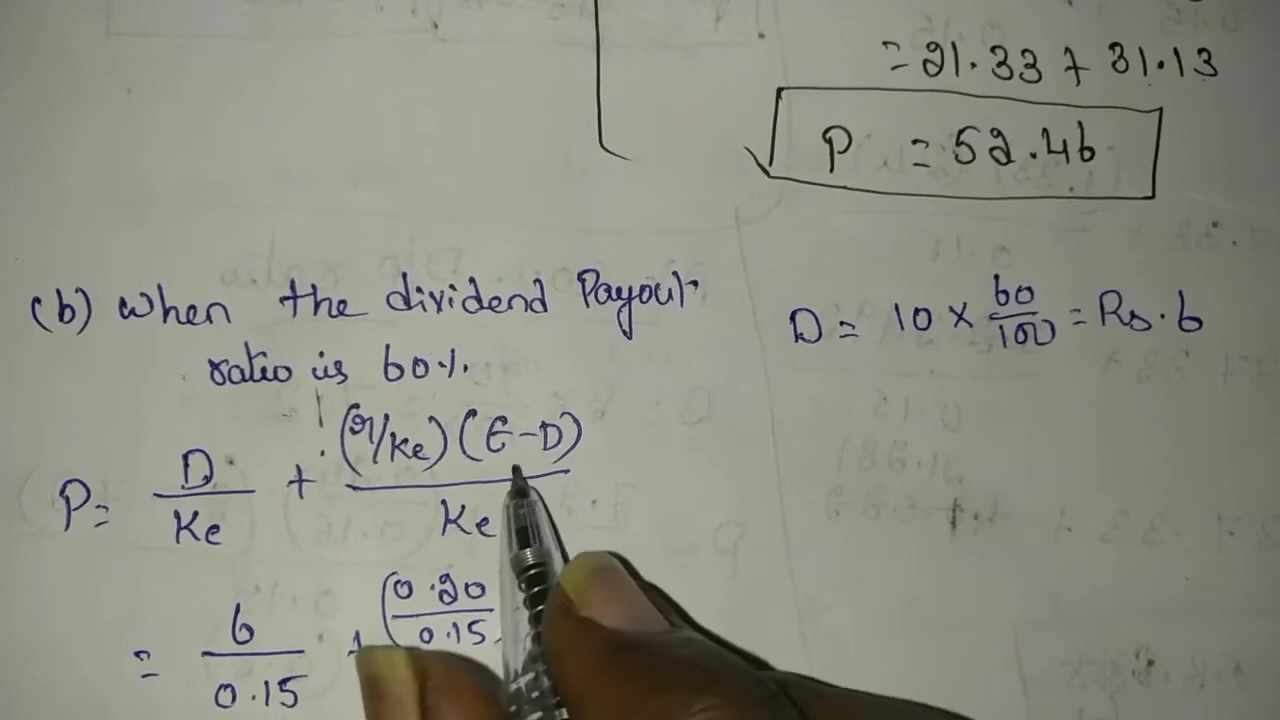 = 21.33 + 31.13
P = 52.46
(b) When the dividend Payout
ratio is 60%.
D = 10 × 60/100 = Rs. 6
P = D/Ke + (r/Ke) (E-D)/Ke
= 6/0.15 + (0.20/0.15